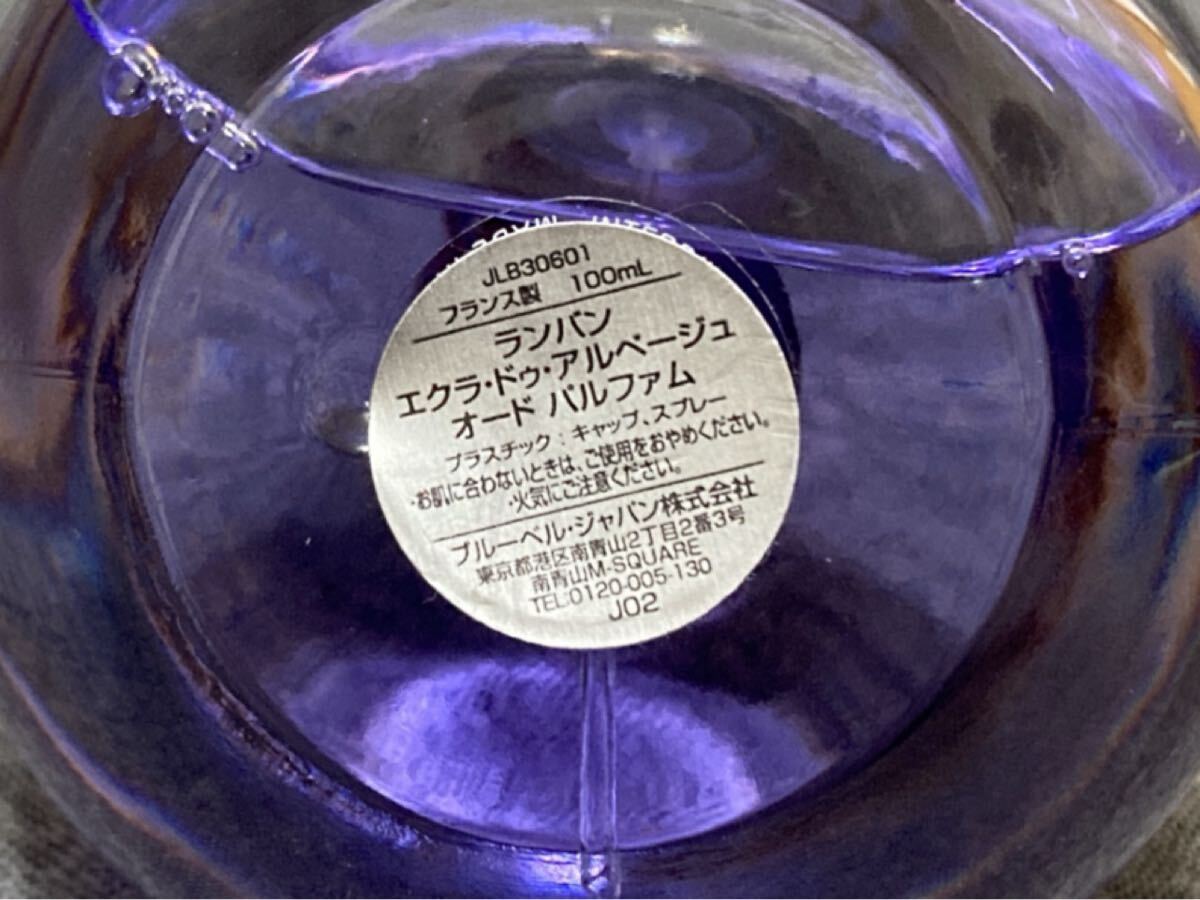 JLB30601
フランス製 100mL
ランバン
エクラ・ドゥ・アルページュ
オード パルファム
プラスチック：キャップ、スプレー
・お肌に合わないときは、ご使用をおやめください。
・火気にご注意ください。
ブルーベル・ジャパン株式会社
東京都港区南青山2丁目2番3号
南青山M-SQUARE
TEL:0120-005-130
J02